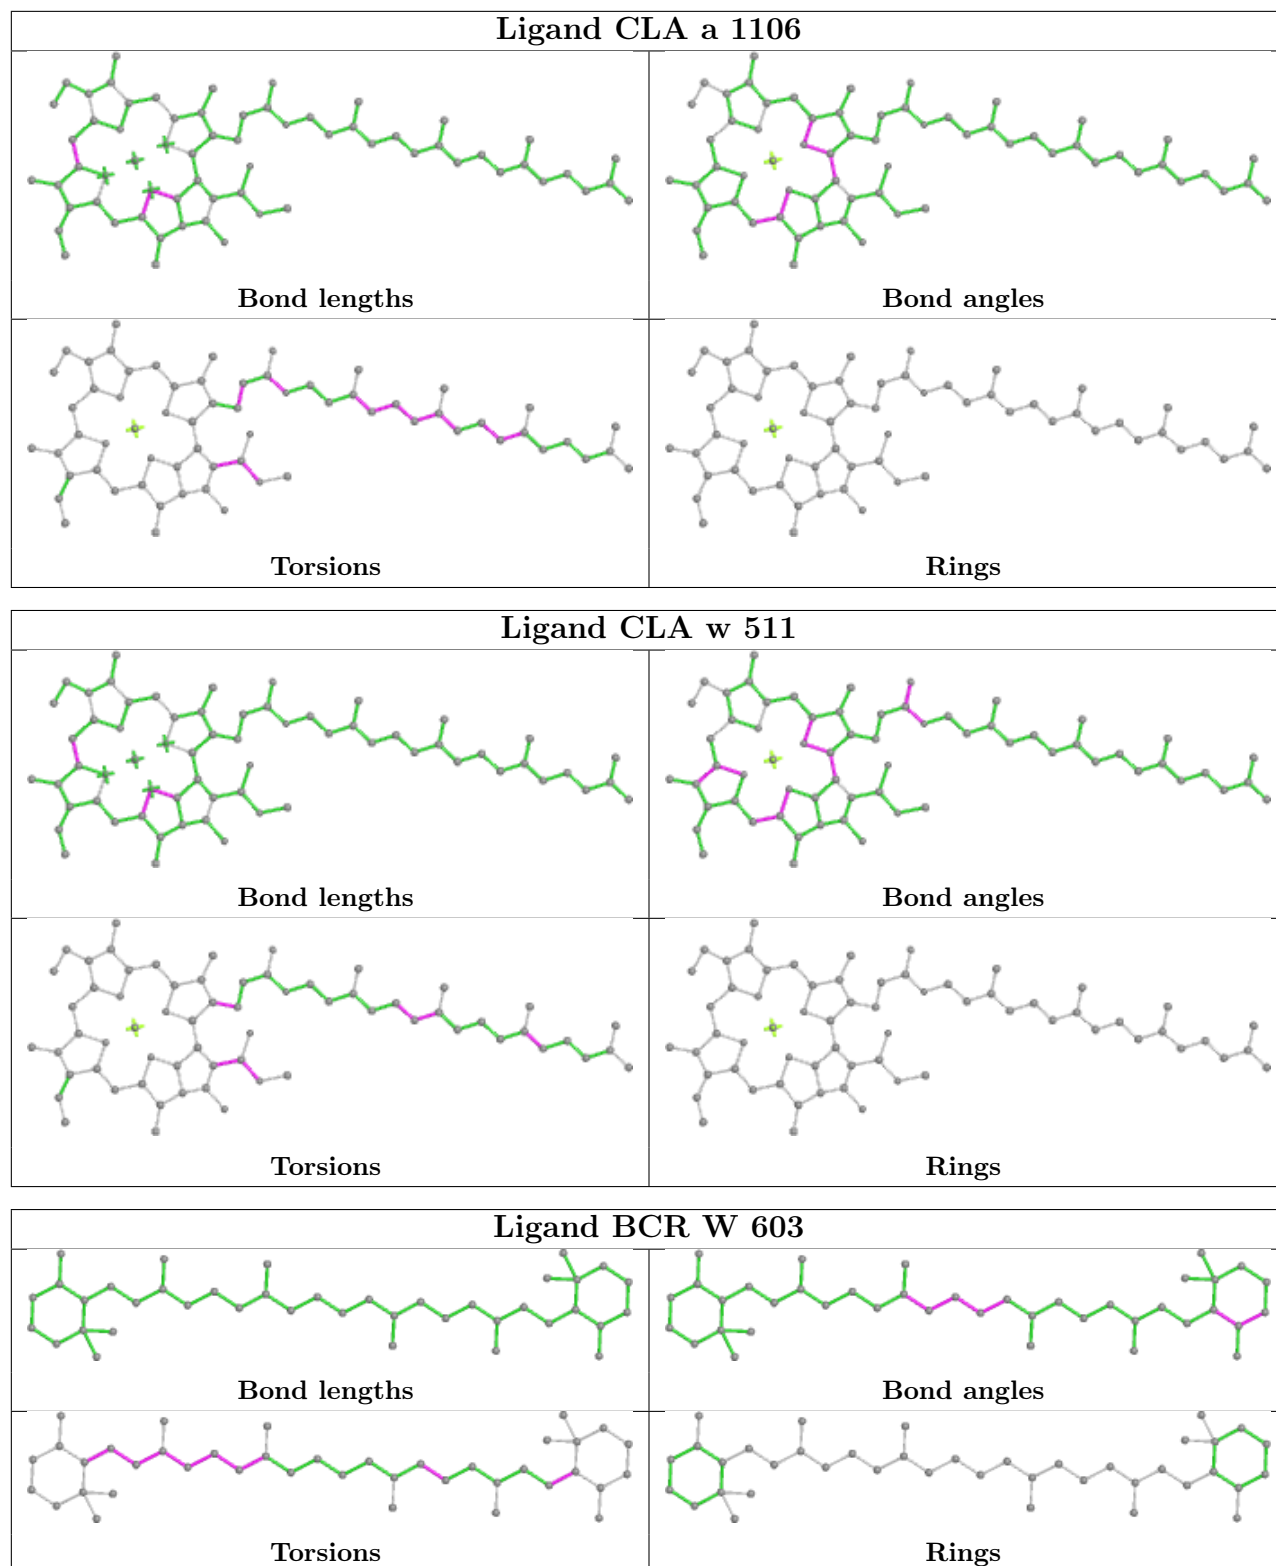 Ligand CLA a 1106
Bond lengths
Bond angles
Torsions
Rings
Ligand CLA w 511
Bond lengths
Bond angles
Torsions
Rings
Ligand BCR W 603
Bond lengths
Bond angles
Torsions
Rings